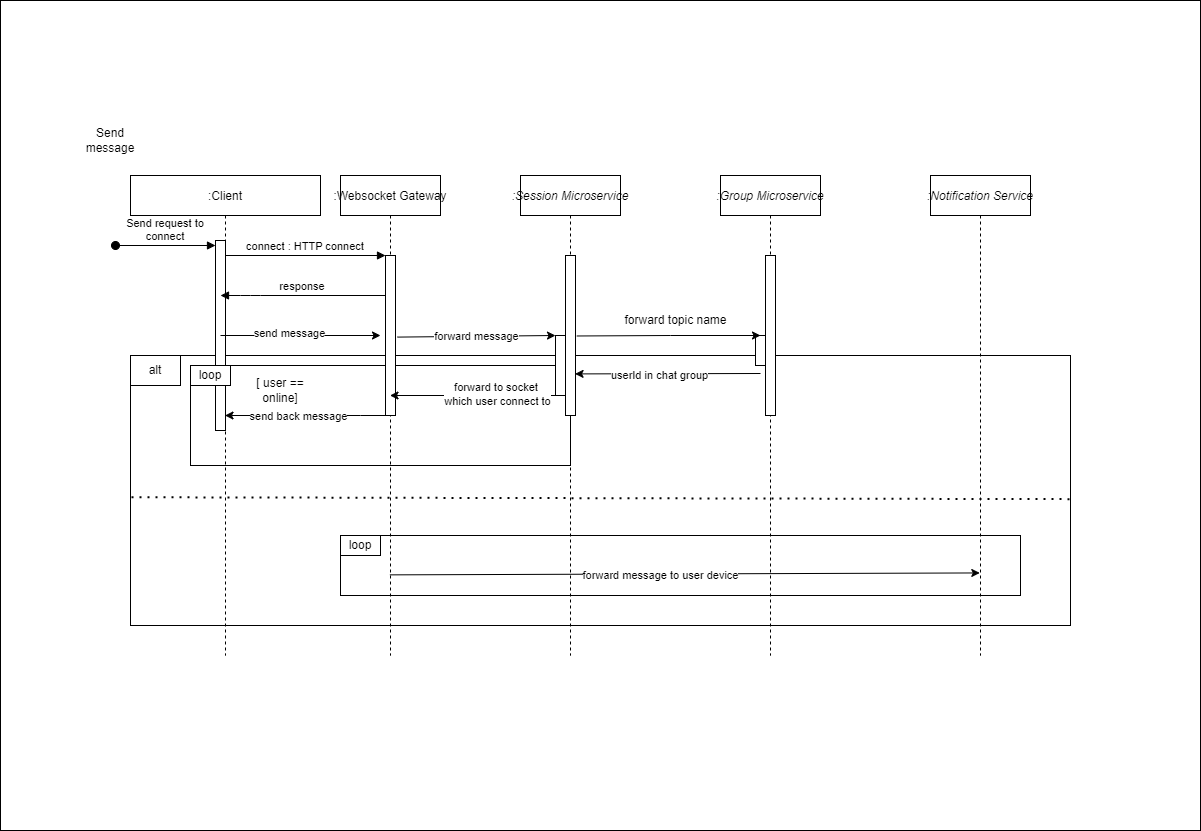 Send
message
:Client
:Websocket Gateway
:Session Microservice
:Group Microservice
:Notification Service
Send request to
connect
connect : HTTP connect
response
send message
forward message
forward topic name
alt
loop
[ user ==
online]
userId in chat group
forward to socket
which user connect to
send back message
loop
forward message to user device